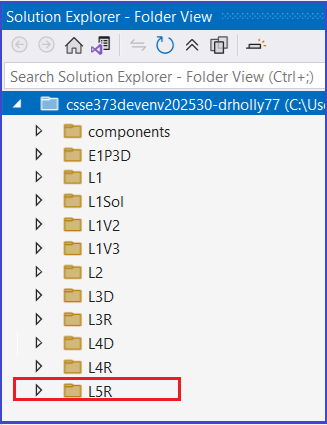 Solution Explorer - Folder View
Search Solution Explorer - Folder View (Ctrl+;)
csse373devenv202530-drholly77 (C:\Use
components
E1P3D
L1
L1Sol
L1V2
L1V3
L2
L3D
L3R
L4D
L4R
L5R